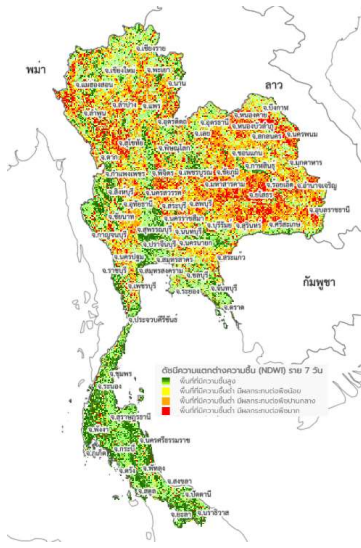 พม่า
ลาว
กัมพูชา
จ.เชียงราย
จ.เชียงใหม่
จ.พะเยา
จ.แม่ฮ่องสอน
จ.น่าน
จ.ลำปาง
จ.แพร่
จ.ลำพูน
จ.อุตรดิตถ์
จ.สุโขทัย
จ.ตาก
จ.พิษณุโลก
จ.เลย
จ.อุดรธานี
จ.หนองคาย
จ.บึงกาฬ
จ.หนองบัวลำภู
จ.สกลนคร
จ.นครพนม
จ.ขอนแก่น
จ.กาฬสินธุ์
จ.มุกดาหาร
จ.กำแพงเพชร
จ.พิจิตร
จ.เพชรบูรณ์
จ.ชัยภูมิ
จ.มหาสารคาม
จ.ร้อยเอ็ด
จ.อำนาจเจริญ
จ.ยโสธร
จ.อุบลราชธานี
จ.สิงห์บุรี
จ.นครสวรรค์
จ.อุทัยธานี
จ.สระบุรี
จ.ลพบุรี
จ.ชัยนาท
จ.นครราชสีมา
จ.บุรีรัมย์
จ.สุรินทร์
จ.ศรีสะเกษ
จ.สุพรรณบุรี
จ.นนทบุรี
จ.กาญจนบุรี
จ.ปราจีนบุรี
จ.นครนายก
จ.นครปฐม
จ.สมุทรสาคร
จ.สระแก้ว
จ.ราชบุรี
จ.สมุทรสงคราม
จ.ชลบุรี
จ.เพชรบุรี
จ.ระยอง
จ.จันทบุรี
จ.ตราด
จ.ประจวบคีรีขันธ์
ดัชนีความแตกต่างความชื้น (NDWI) ราย 7 วัน
พื้นที่ที่มีความชื้นสูง
พื้นที่ที่มีความชื้นต่ำ มีผลกระทบต่อพืชน้อย
พื้นที่ที่มีความชื้นต่ำ มีผลกระทบต่อพืชปานกลาง
พื้นที่ที่มีความชื้นต่ำ มีผลกระทบต่อพืชมาก
จ.ชุมพร
จ.ระนอง
จ.สุราษฎร์ธานี
จ.พังงา
จ.นครศรีธรรมราช
จ.ภูเก็ต
จ.กระบี่
จ.ตรัง
จ.พัทลุง
จ.สตูล
จ.สงขลา
จ.ปัตตานี
จ.ยะลา
จ.นราธิวาส